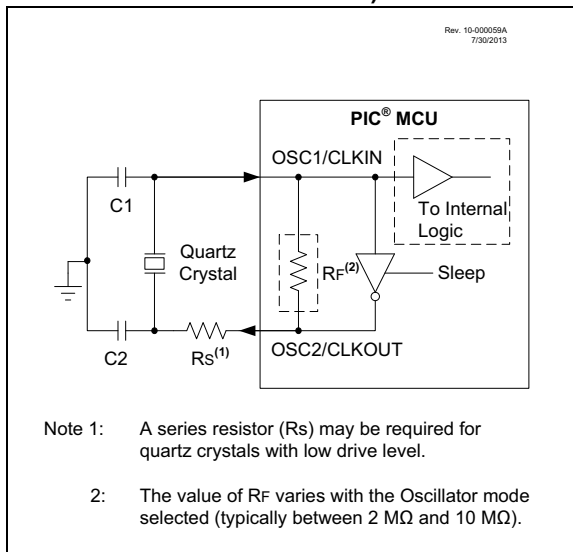 Rev. 10-000059A
7/30/2013
PIC® MCU
OSC1/CLKIN
C1
To Internal
Logic
Quartz
Crystal
RF(2)
Sleep
C2
RS(1)
OSC2/CLKOUT
Note 1: A series resistor (Rs) may be required for
quartz crystals with low drive level.
2: The value of RF varies with the Oscillator mode
selected (typically between 2 MΩ and 10 MΩ).